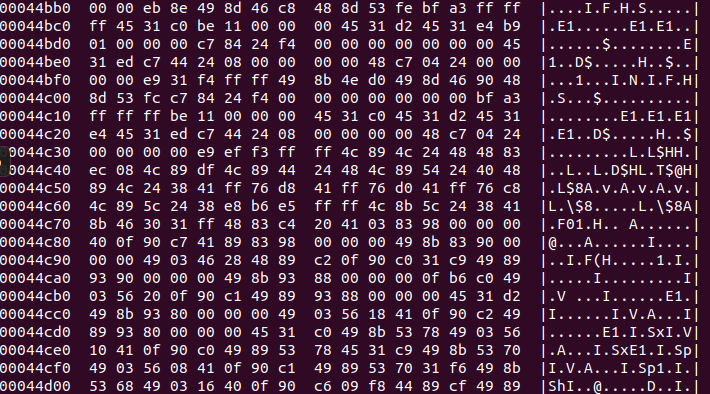 00044bb0  00 00 eb 8e 49 8d 46 c8  48 8d 53 fe bf a3 ff ff  |....I.F.H.S.....|
00044bc0  ff 45 31 c0 be 11 00 00  00 45 31 d2 45 31 e4 b9  |.E1......E1.E1..|
00044bd0  01 00 00 00 c7 84 24 f4  00 00 00 00 00 00 00 45  |......$........E|
00044be0  31 ed c7 44 24 08 00 00  00 00 48 c7 04 24 00 00  |1..D$.....H..$..|
00044bf0  00 00 e9 31 f4 ff ff 49  8b 4e d0 49 8d 46 90 48  |...1...I.N.I.F.H|
00044c00  8d 53 fc c7 84 24 f4 00  00 00 00 00 00 00 bf a3  |.S...$..........|
00044c10  ff ff ff be 11 00 00 00  45 31 c0 45 31 d2 45 31  |........E1.E1.E1|
00044c20  e4 45 31 ed c7 44 24 08  00 00 00 00 48 c7 04 24  |.E1..D$.....H..$|
00044c30  00 00 00 00 e9 ef f3 ff  ff 4c 89 4c 24 48 48 83  |.........L.L$HH.|
00044c40  ec 08 4c 89 df 4c 89 44  24 48 4c 89 54 24 40 48  |..L..L.D$HL.T$@H|
00044c50  89 4c 24 38 41 ff 76 d8  41 ff 76 d0 41 ff 76 c8  |.L$8A.v.A.v.A.v.|
00044c60  4c 89 5c 24 38 e8 b6 e5  ff ff 4c 8b 5c 24 38 41  |L.\$8.....L.\$8A|
00044c70  8b 46 30 31 ff 48 83 c4  20 41 03 83 98 00 00 00  |.F01.H.. A......|
00044c80  40 0f 90 c7 41 89 83 98  00 00 00 49 8b 83 90 00  |@...A......I....|
00044c90  00 00 49 03 46 28 48 89  c2 0f 90 c0 31 c9 49 89  |..I.F(H.....1.I.|
00044ca0  93 90 00 00 00 49 8b 93  88 00 00 00 0f b6 c0 49  |.....I.........I|
00044cb0  03 56 20 0f 90 c1 49 89  93 88 00 00 00 45 31 d2  |.V ...I......E1.|
00044cc0  49 8b 93 80 00 00 00 49  03 56 18 41 0f 90 c2 49  |I......I.V.A...I|
00044cd0  89 93 80 00 00 00 45 31  c0 49 8b 53 78 49 03 56  |......E1.I.SxI.V|
00044ce0  10 41 0f 90 c0 49 89 53  78 45 31 c9 49 8b 53 70  |.A...I.SxE1.I.Sp|
00044cf0  49 03 56 08 41 0f 90 c1  49 89 53 70 31 f6 49 8b  |I.V.A...I.Sp1.I.|
00044d00  53 68 49 03 16 40 0f 90  c6 09 f8 44 89 cf 49 89  |ShI..@.....D..I.|